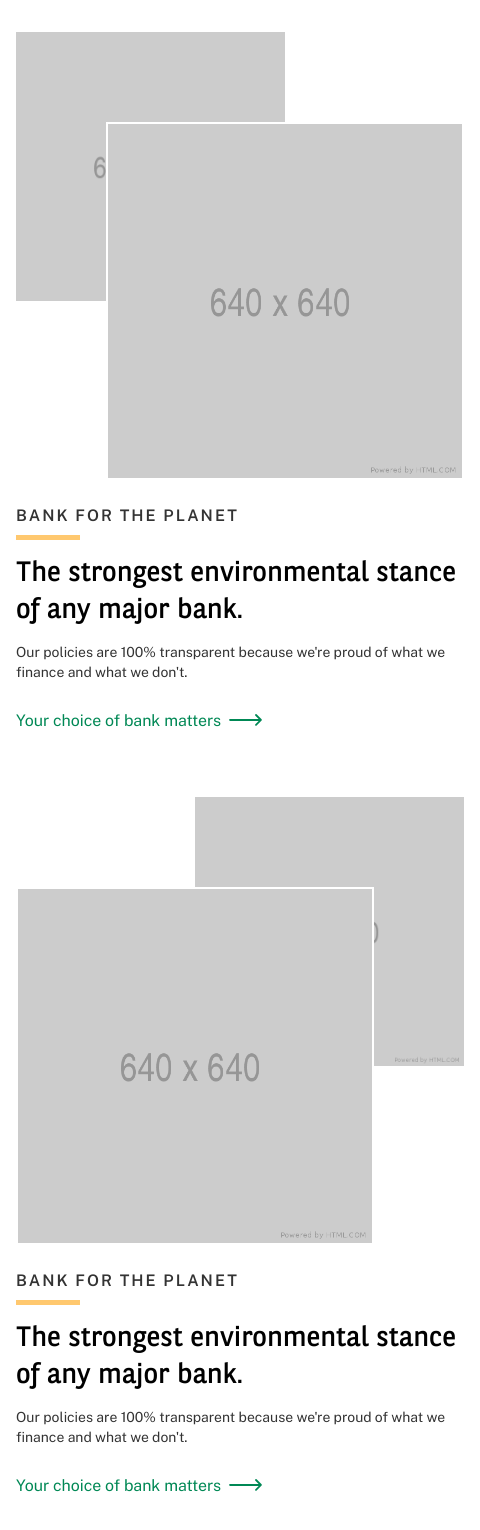 6
640 x 640
Powered by HTML.COM
BANK FOR THE PLANET
The strongest environmental stance
of any major bank.
Our policies are 100% transparent because we're proud of what we
finance and what we don't.
Your choice of bank matters
0
640 x 640
Powered by HTML.COM
Powered by HTML.COM
BANK FOR THE PLANET
The strongest environmental stance
of any major bank.
Our policies are 100% transparent because we're proud of what we
finance and what we don't.
Your choice of bank matters